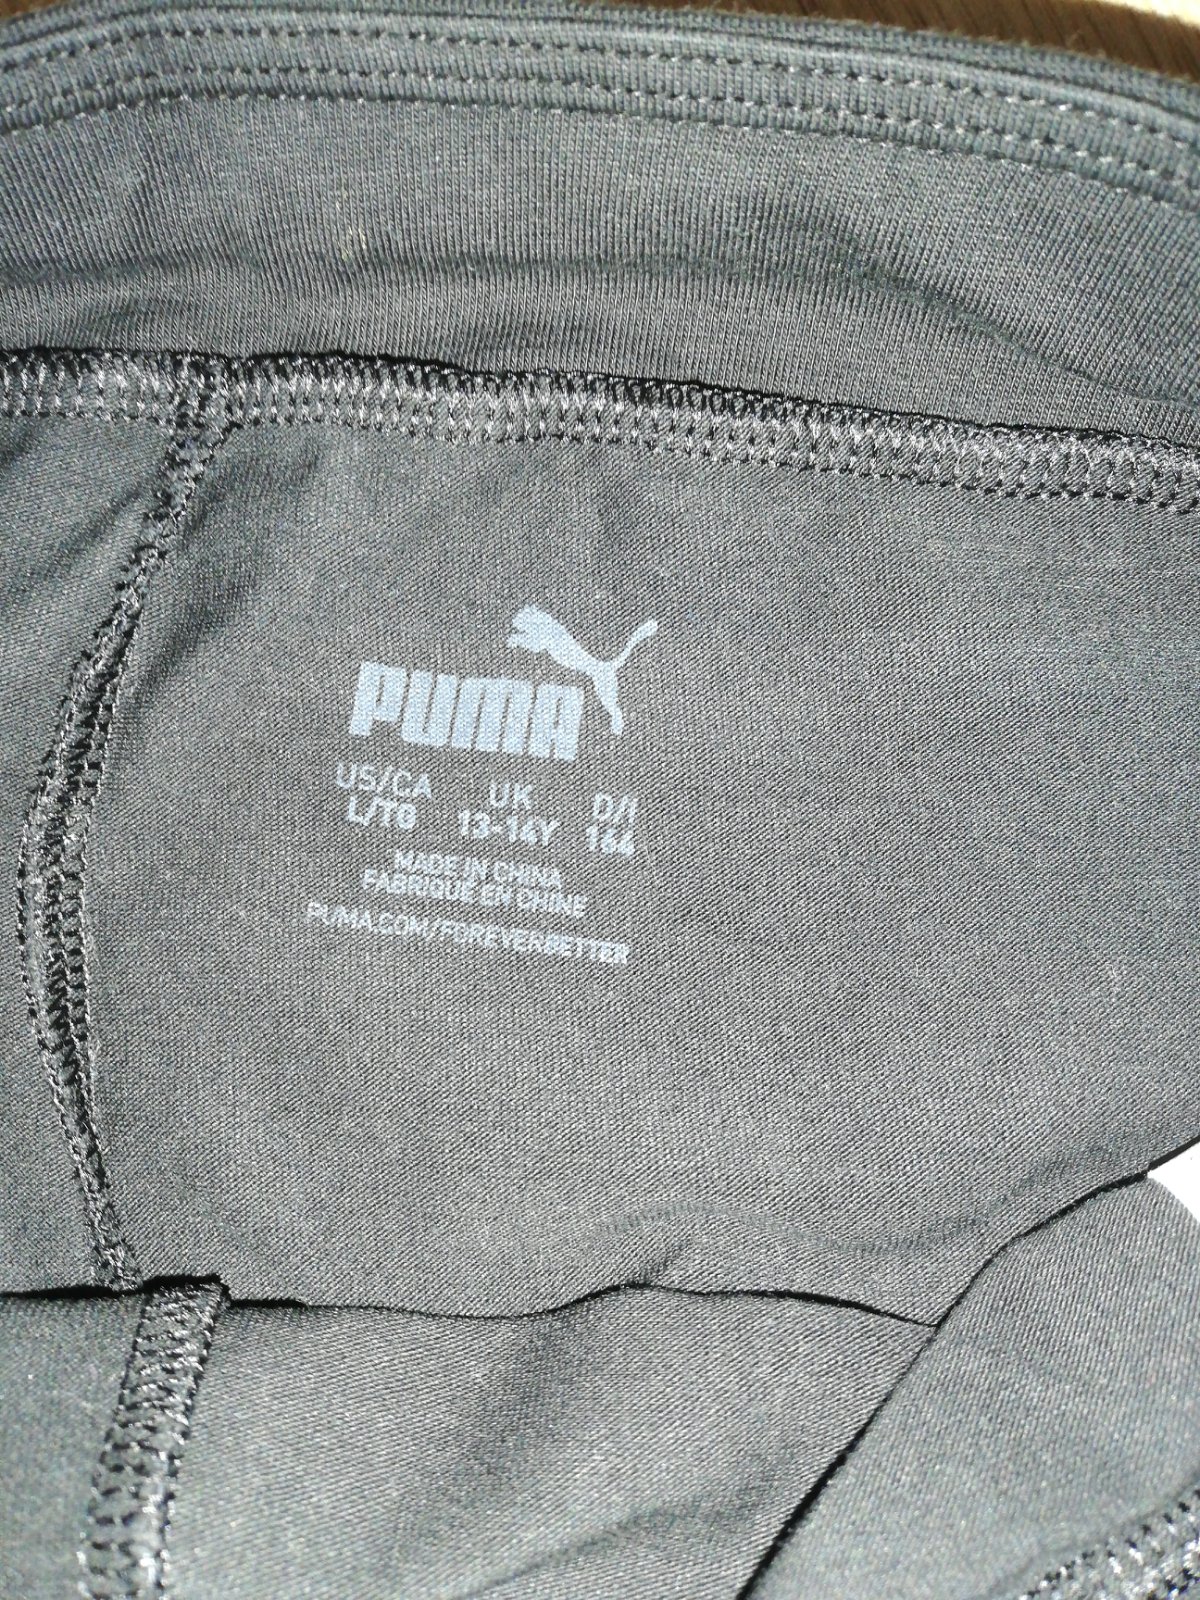 PUMA
US/CA UK D/I
L/TG 13-14Y 164
MADE IN CHINA
FABRIQUÉ EN CHINE
PUMA.COM/FOREVERBETTER